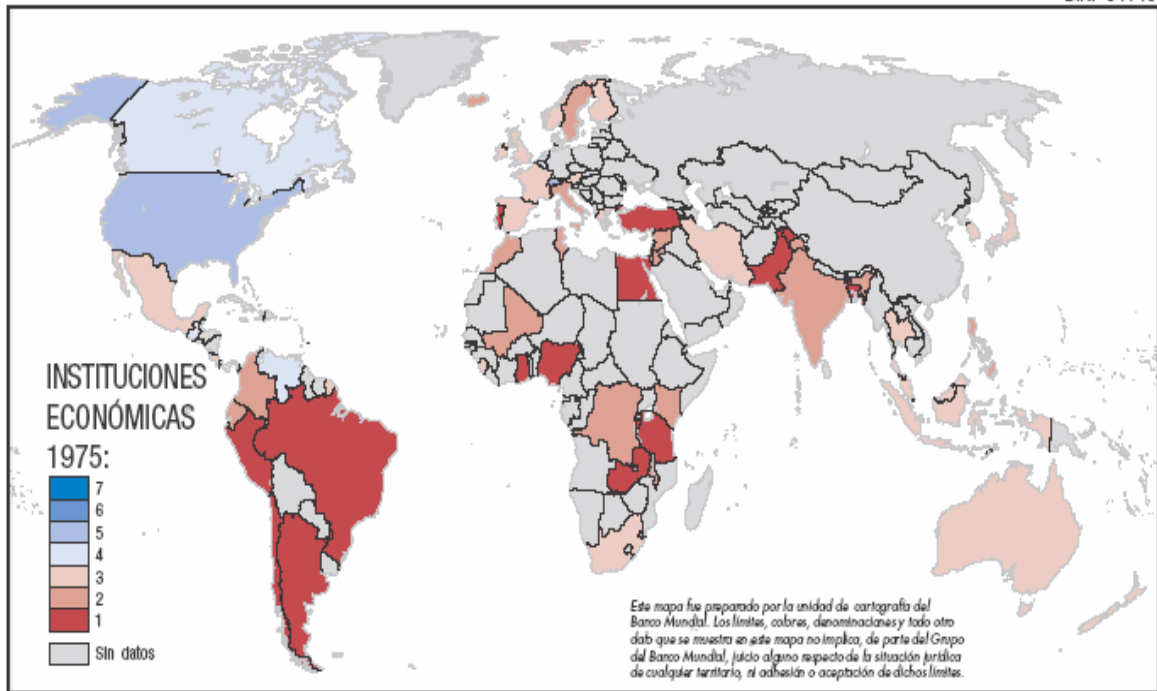 INSTITUCIONES
ECONÓMICAS
1975:
7
6
5
4
3
2
1
Sin datos
Este mapa fue preparado por la unidad de cartografía del
Banco Mundial. Los límites, colores, denominaciones y todo otro
dato que se muestra en este mapa no implica, de parte del Grupo
del Banco Mundial, juicio alguno respecto de la situación jurídica
de cualquier territorio, ni adhesión o aceptación de dichos límites.